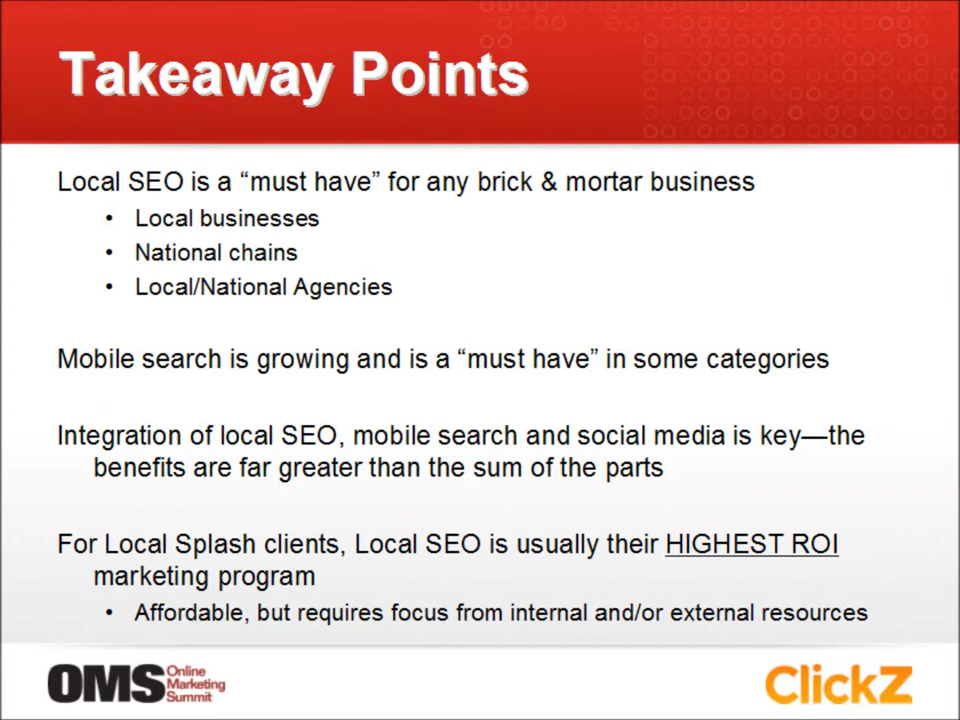 Takeaway Points
Local SEO is a “must have” for any brick & mortar business
• Local businesses
• National chains
• Local/National Agencies
Mobile search is growing and is a “must have” in some categories
Integration of local SEO, mobile search and social media is key—the
benefits are far greater than the sum of the parts
For Local Splash clients, Local SEO is usually their HIGHEST ROI
marketing program
• Affordable, but requires focus from internal and/or external resources
OMS Online
Marketing
Summit
ClickZ